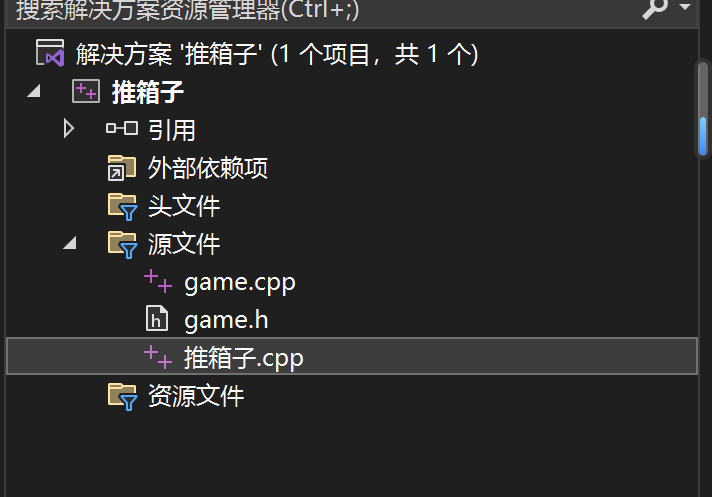 搜索解决方案资源管理器(Ctrl+;)
解决方案 '推箱子' (1 个项目，共 1 个)
推箱子
引用
外部依赖项
头文件
源文件
game.cpp
game.h
推箱子.cpp
资源文件